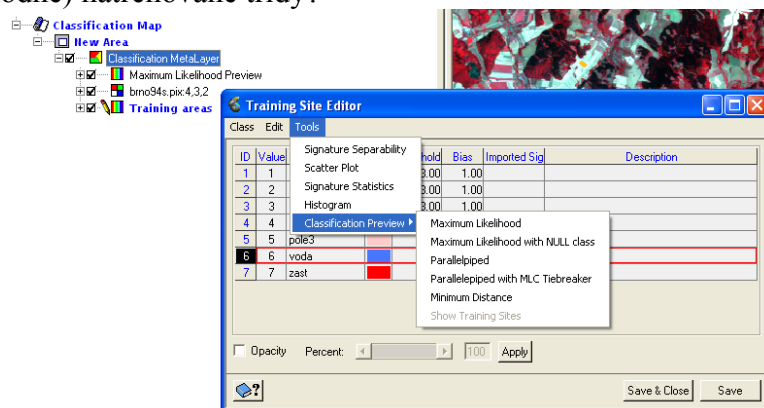 natrénované třídy?
Classification Map
New Area
Classification MetaLayer
Maximum Likelihood Preview
brno94s.pix:4,3,2
Training areas
Training Site Editor
Class Edit Tools
ID Value hold Bias Imported Sig Description
Signature Separability
Scatter Plot
Signature Statistics
Histogram
Classification Preview
1 1 3.00 1.00
2 2 3.00 1.00
3 3 3.00 1.00
4 4
5 5 pole3
6 6 voda
7 7 zast
Maximum Likelihood
Maximum Likelihood with NULL class
Parallelpiped
Parallelepiped with MLC Tiebreaker
Minimum Distance
Show Training Sites
Opacity Percent: 100 Apply
?
Save & Close Save